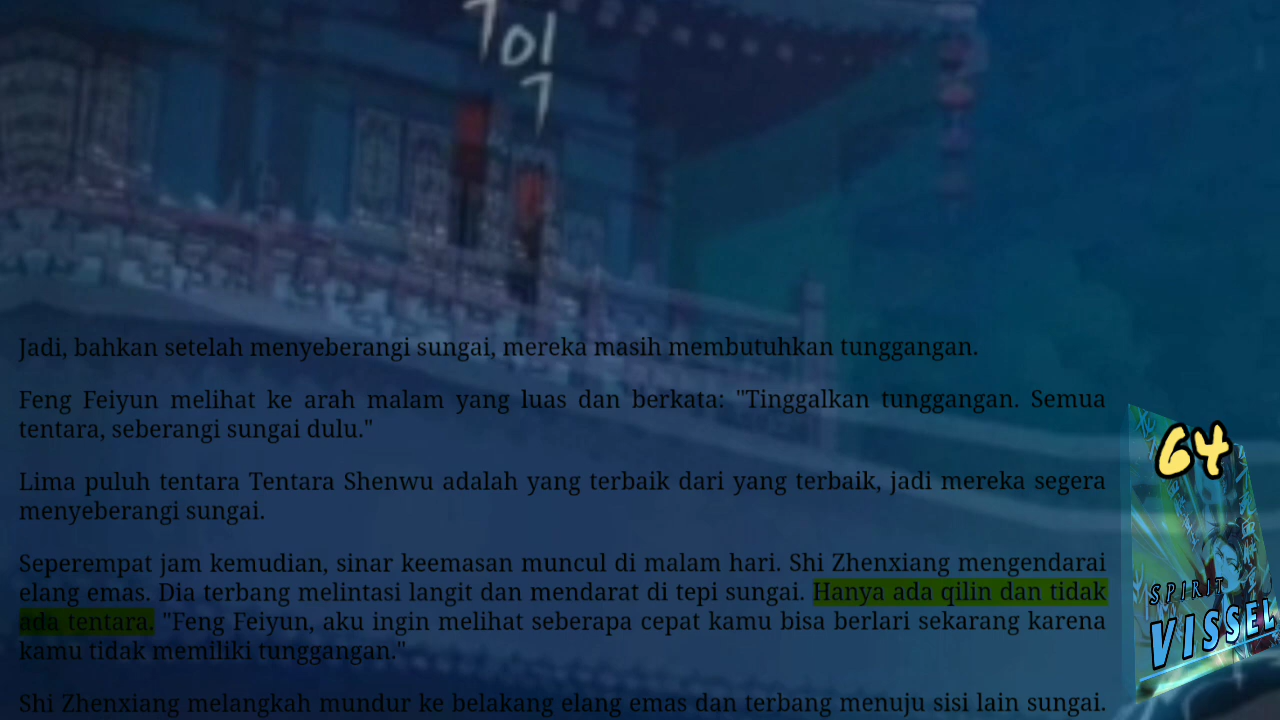 Jadi, bahkan setelah menyeberangi sungai, mereka masih membutuhkan tunggangan.
Feng Feiyun melihat ke arah malam yang luas dan berkata: "Tinggalkan tunggangan. Semua
tentara, seberangi sungai dulu."
Lima puluh tentara Tentara Shenwu adalah yang terbaik dari yang terbaik, jadi mereka segera
menyeberangi sungai.
Seperempat jam kemudian, sinar keemasan muncul di malam hari. Shi Zhenxiang mengendarai
elang emas. Dia terbang melintasi langit dan mendarat di tepi sungai. Hanya ada qilin dan tidak
ada tentara. "Feng Feiyun, aku ingin melihat seberapa cepat kamu bisa berlari sekarang karena
kamu tidak memiliki tunggangan."
Shi Zhenxiang melangkah mundur ke belakang elang emas dan terbang menuju sisi lain sungai.
64
SPIRIT
VISSEL